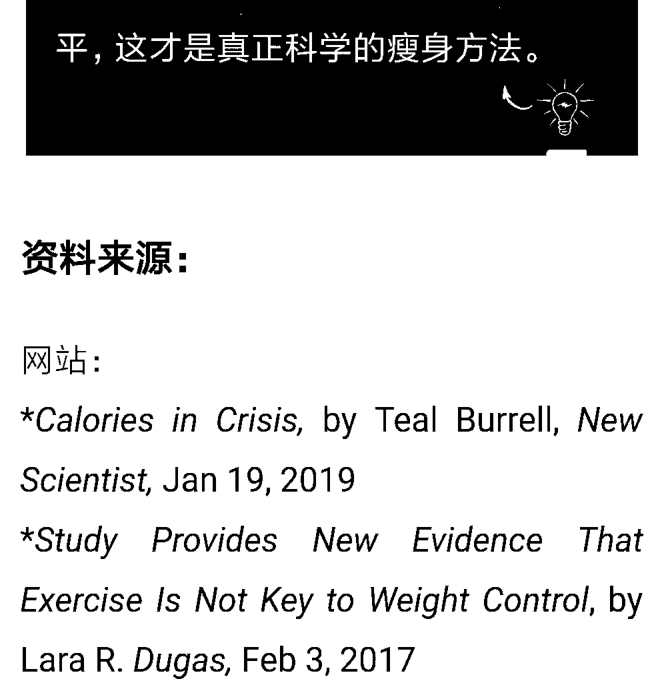 平，这才是真正科学的瘦身方法。
资料来源：
网站：
*Calories in Crisis, by Teal Burrell, New
Scientist, Jan 19, 2019
*Study Provides New Evidence That
Exercise Is Not Key to Weight Control, by
Lara R. Dugas, Feb 3, 2017